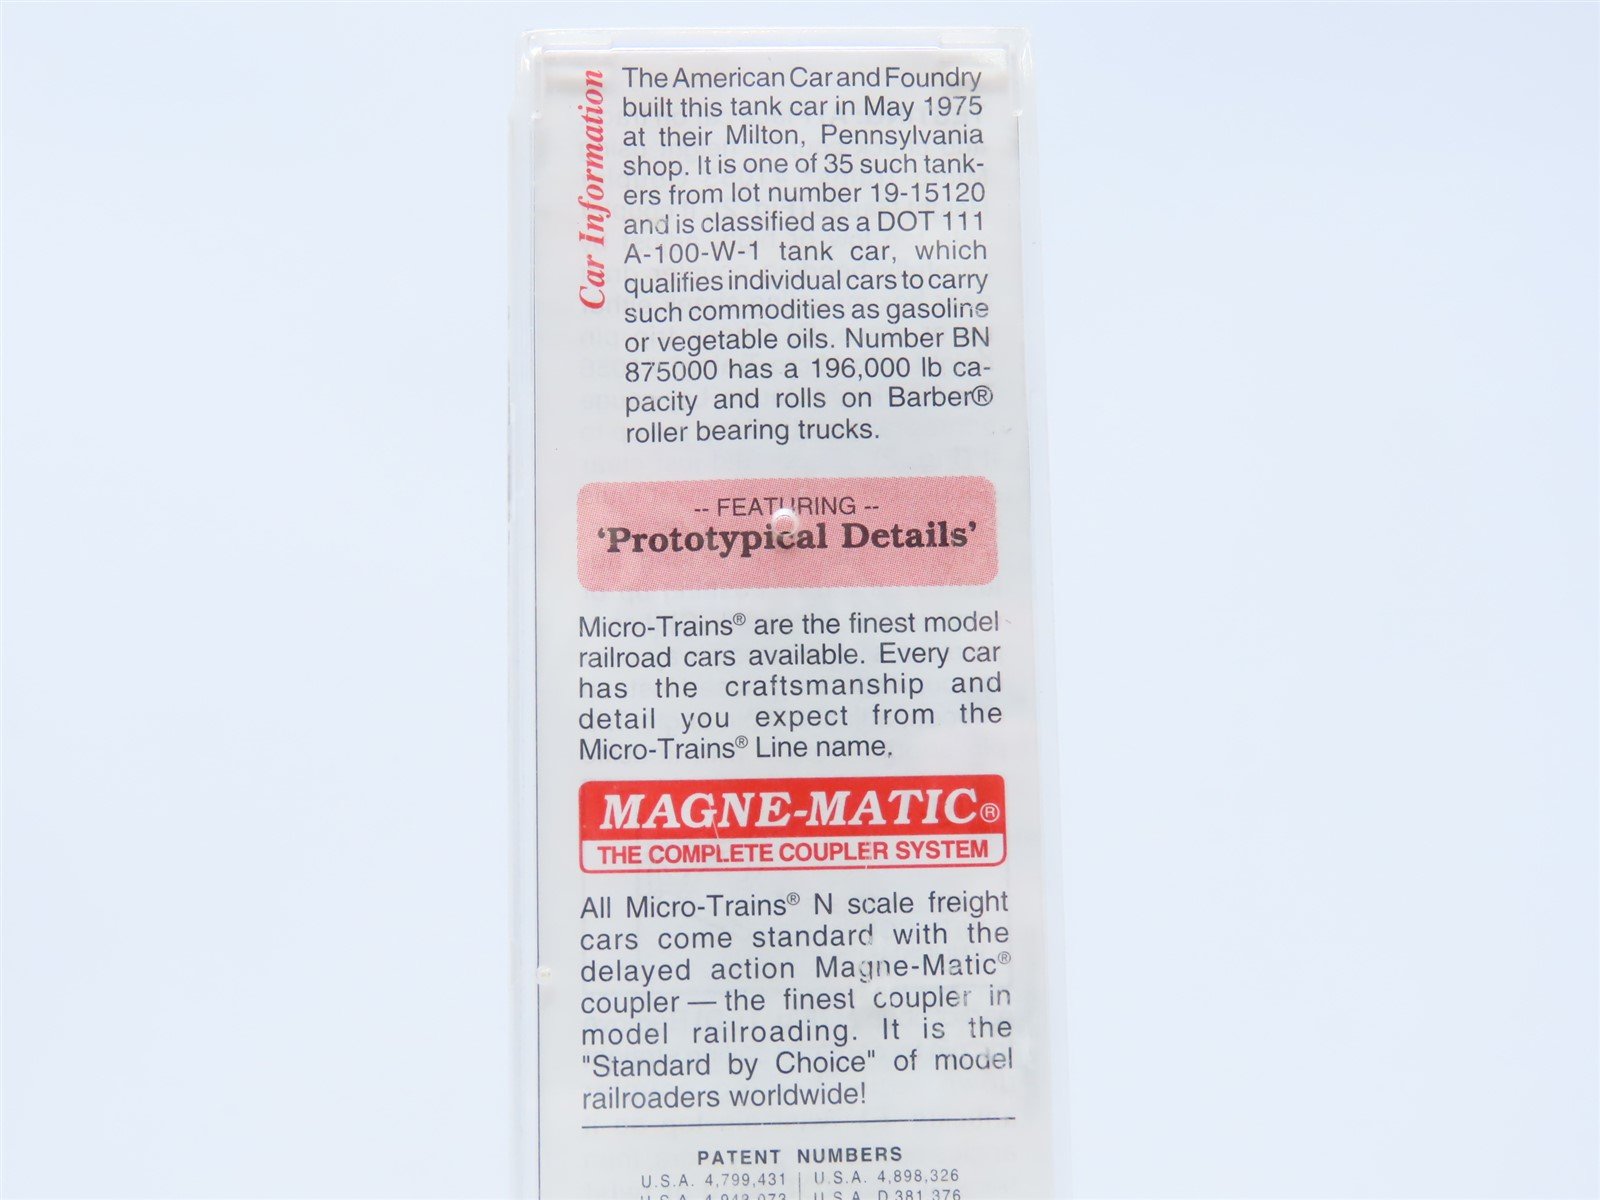 Car Information
The American Car and Foundry
built this tank car in May 1975
at their Milton, Pennsylvania
shop. It is one of 35 such tank-
ers from lot number 19-15120
and is classified as a DOT 111
A-100-W-1 tank car, which
qualifies individual cars to carry
such commodities as gasoline
or vegetable oils. Number BN
875000 has a 196,000 lb ca-
pacity and rolls on Barber®
roller bearing trucks.
-- FEATURING --
‘Prototypical Details’
Micro-Trains® are the finest model
railroad cars available. Every car
has the craftsmanship and
detail you expect from the
Micro-Trains® Line name.
MAGNE-MATIC®
THE COMPLETE COUPLER SYSTEM
All Micro-Trains® N scale freight
cars come standard with the
delayed action Magne-Matic®
coupler — the finest coupler in
model railroading. It is the
"Standard by Choice" of model
railroaders worldwide!
PATENT NUMBERS
U.S.A. 4,799,431 | U.S.A. 4,898,326
U.S.A. 4,943,073 | U.S.A. D,381,376